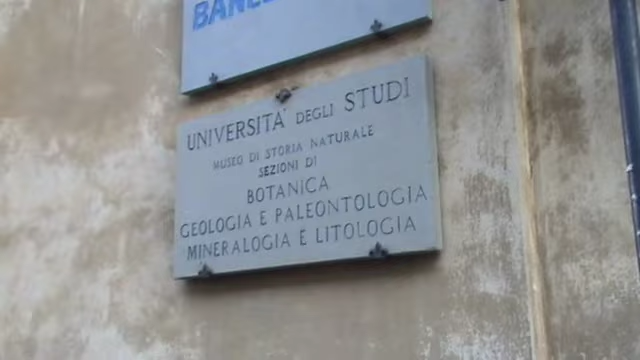 UNIVERSITA' DEGLI STUDI
MUSEO DI STORIA NATURALE
SEZIONI DI
BOTANICA
GEOLOGIA E PALEONTOLOGIA
MINERALOGIA E LITOLOGIA